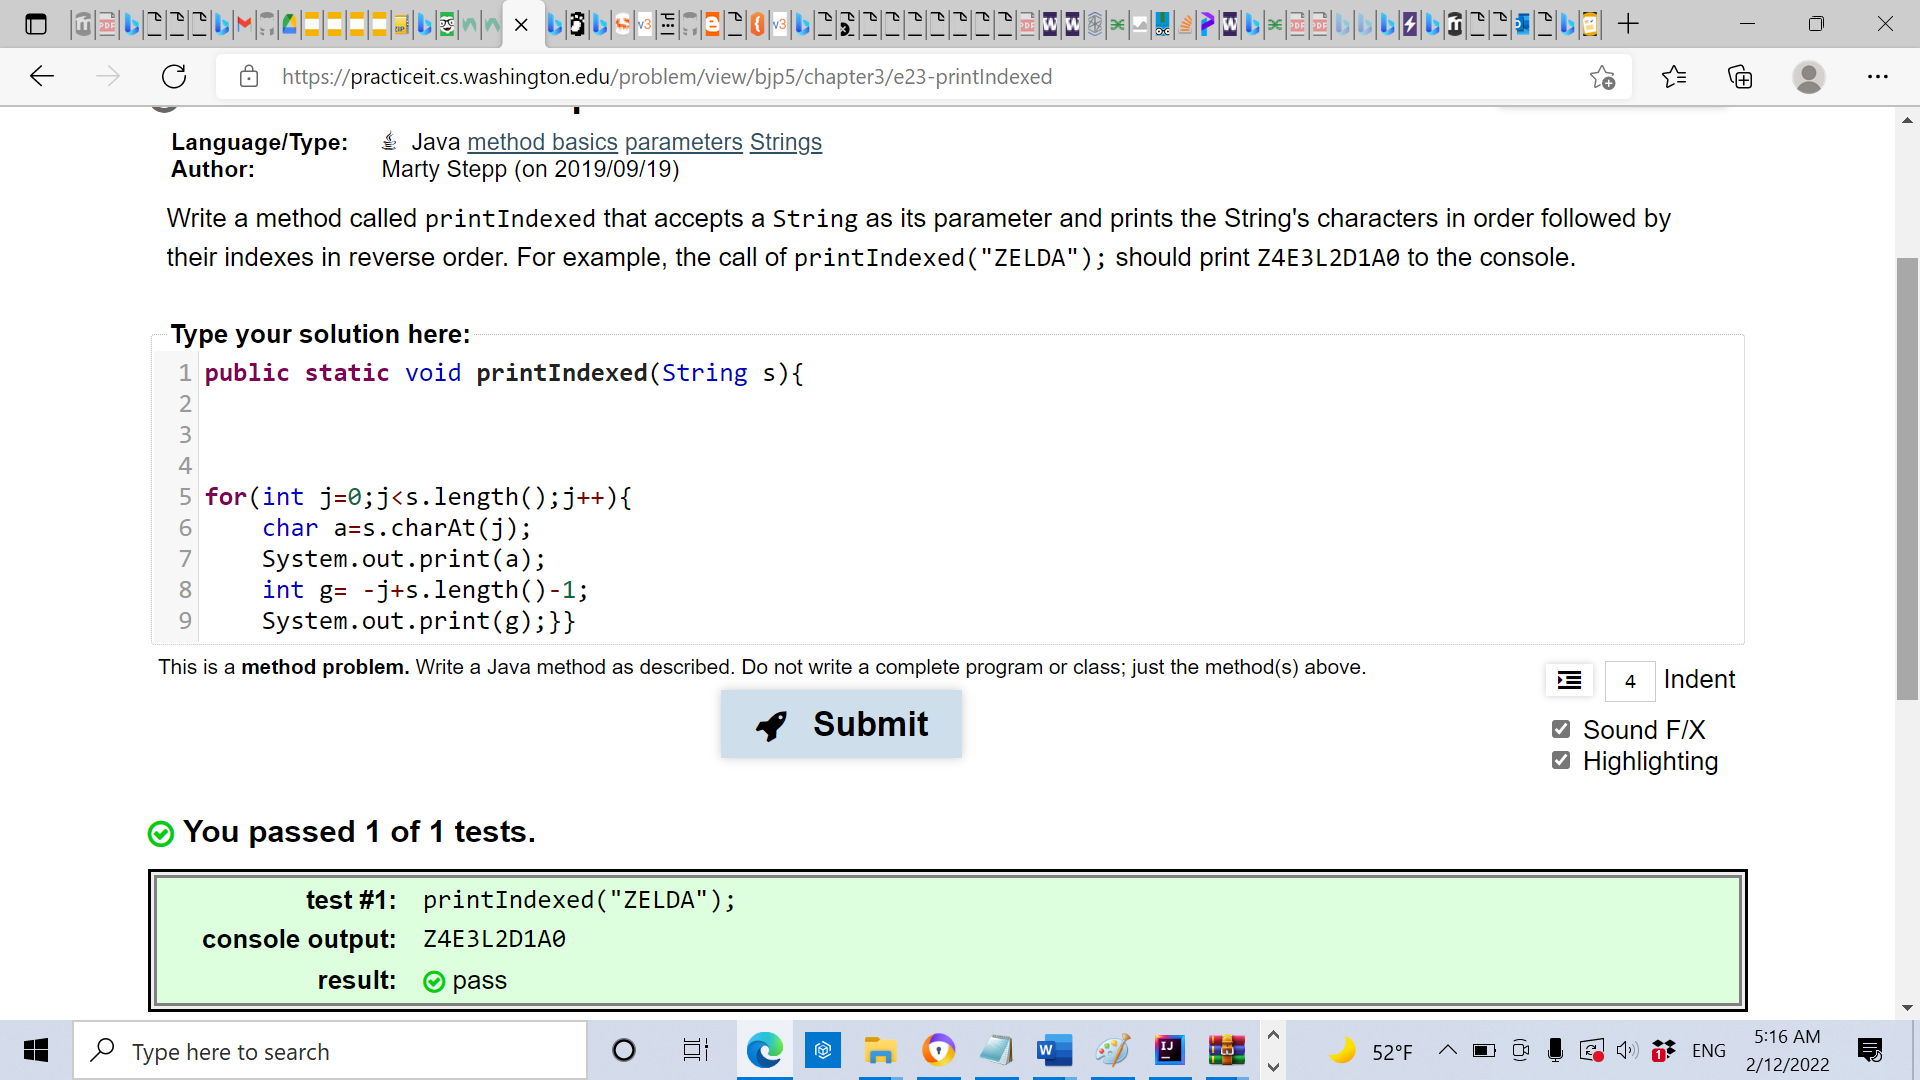 https://practiceit.cs.washington.edu/problem/view/bjp5/chapter3/e23-printIndexed
Language/Type: Java method basics parameters Strings
Author: Marty Stepp (on 2019/09/19)
Write a method called printIndexed that accepts a String as its parameter and prints the String's characters in order followed by
their indexes in reverse order. For example, the call of printIndexed("ZELDA"); should print Z4E3L2D1A0 to the console.
Type your solution here:
1 public static void printIndexed(String s){
2
3
4
5 for(int j=0;j<s.length();j++){
6     char a=s.charAt(j);
7     System.out.print(a);
8     int g= -j+s.length()-1;
9     System.out.print(g);}}
This is a method problem. Write a Java method as described. Do not write a complete program or class; just the method(s) above.
4 Indent
Submit
Sound F/X
Highlighting
You passed 1 of 1 tests.
test #1: printIndexed("ZELDA");
console output: Z4E3L2D1A0
result: pass
Type here to search
52°F
ENG
5:16 AM
2/12/2022